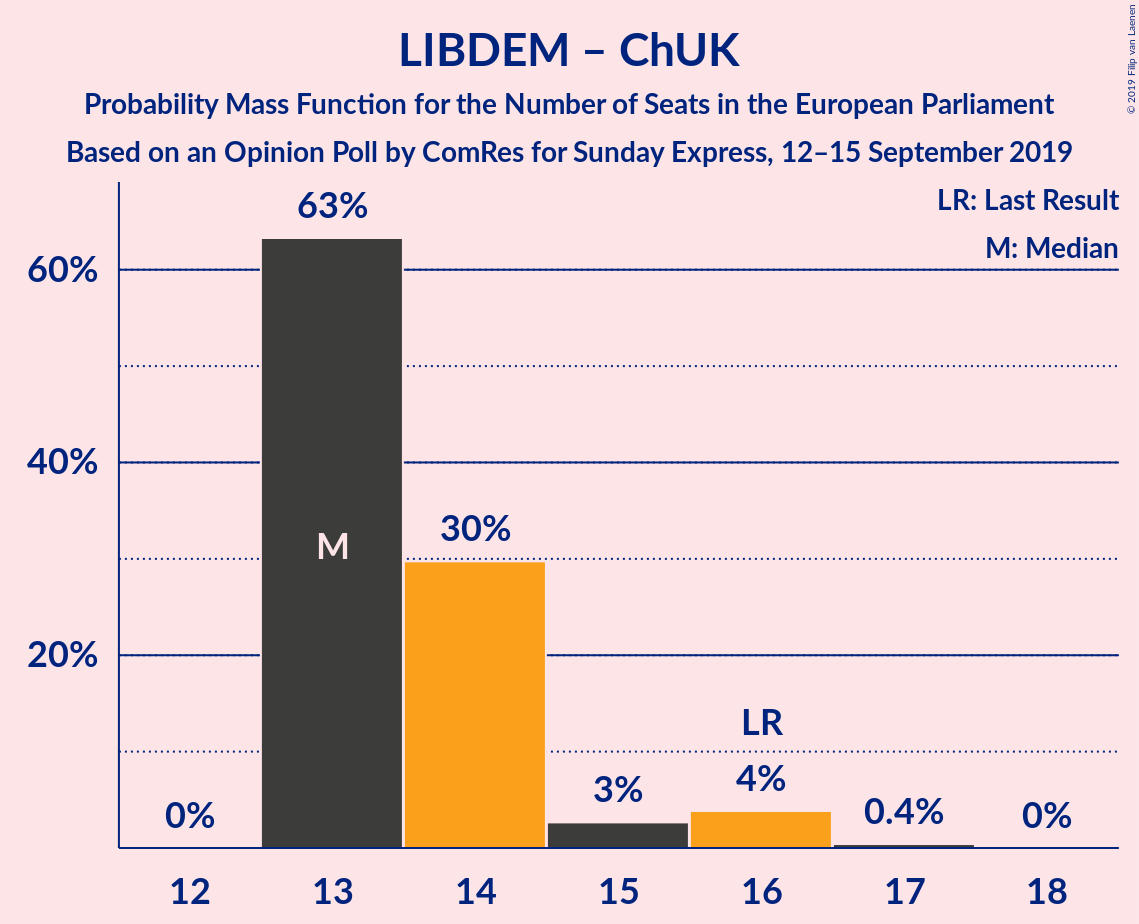 LIBDEM – ChUK
Probability Mass Function for the Number of Seats in the European Parliament
Based on an Opinion Poll by ComRes for Sunday Express, 12–15 September 2019
© 2019 Filip van Laenen
LR: Last Result
M: Median
63%
60%
40%
30%
M
20%
LR
0%
3%
4%
0.4%
0%
12 13 14 15 16 17 18